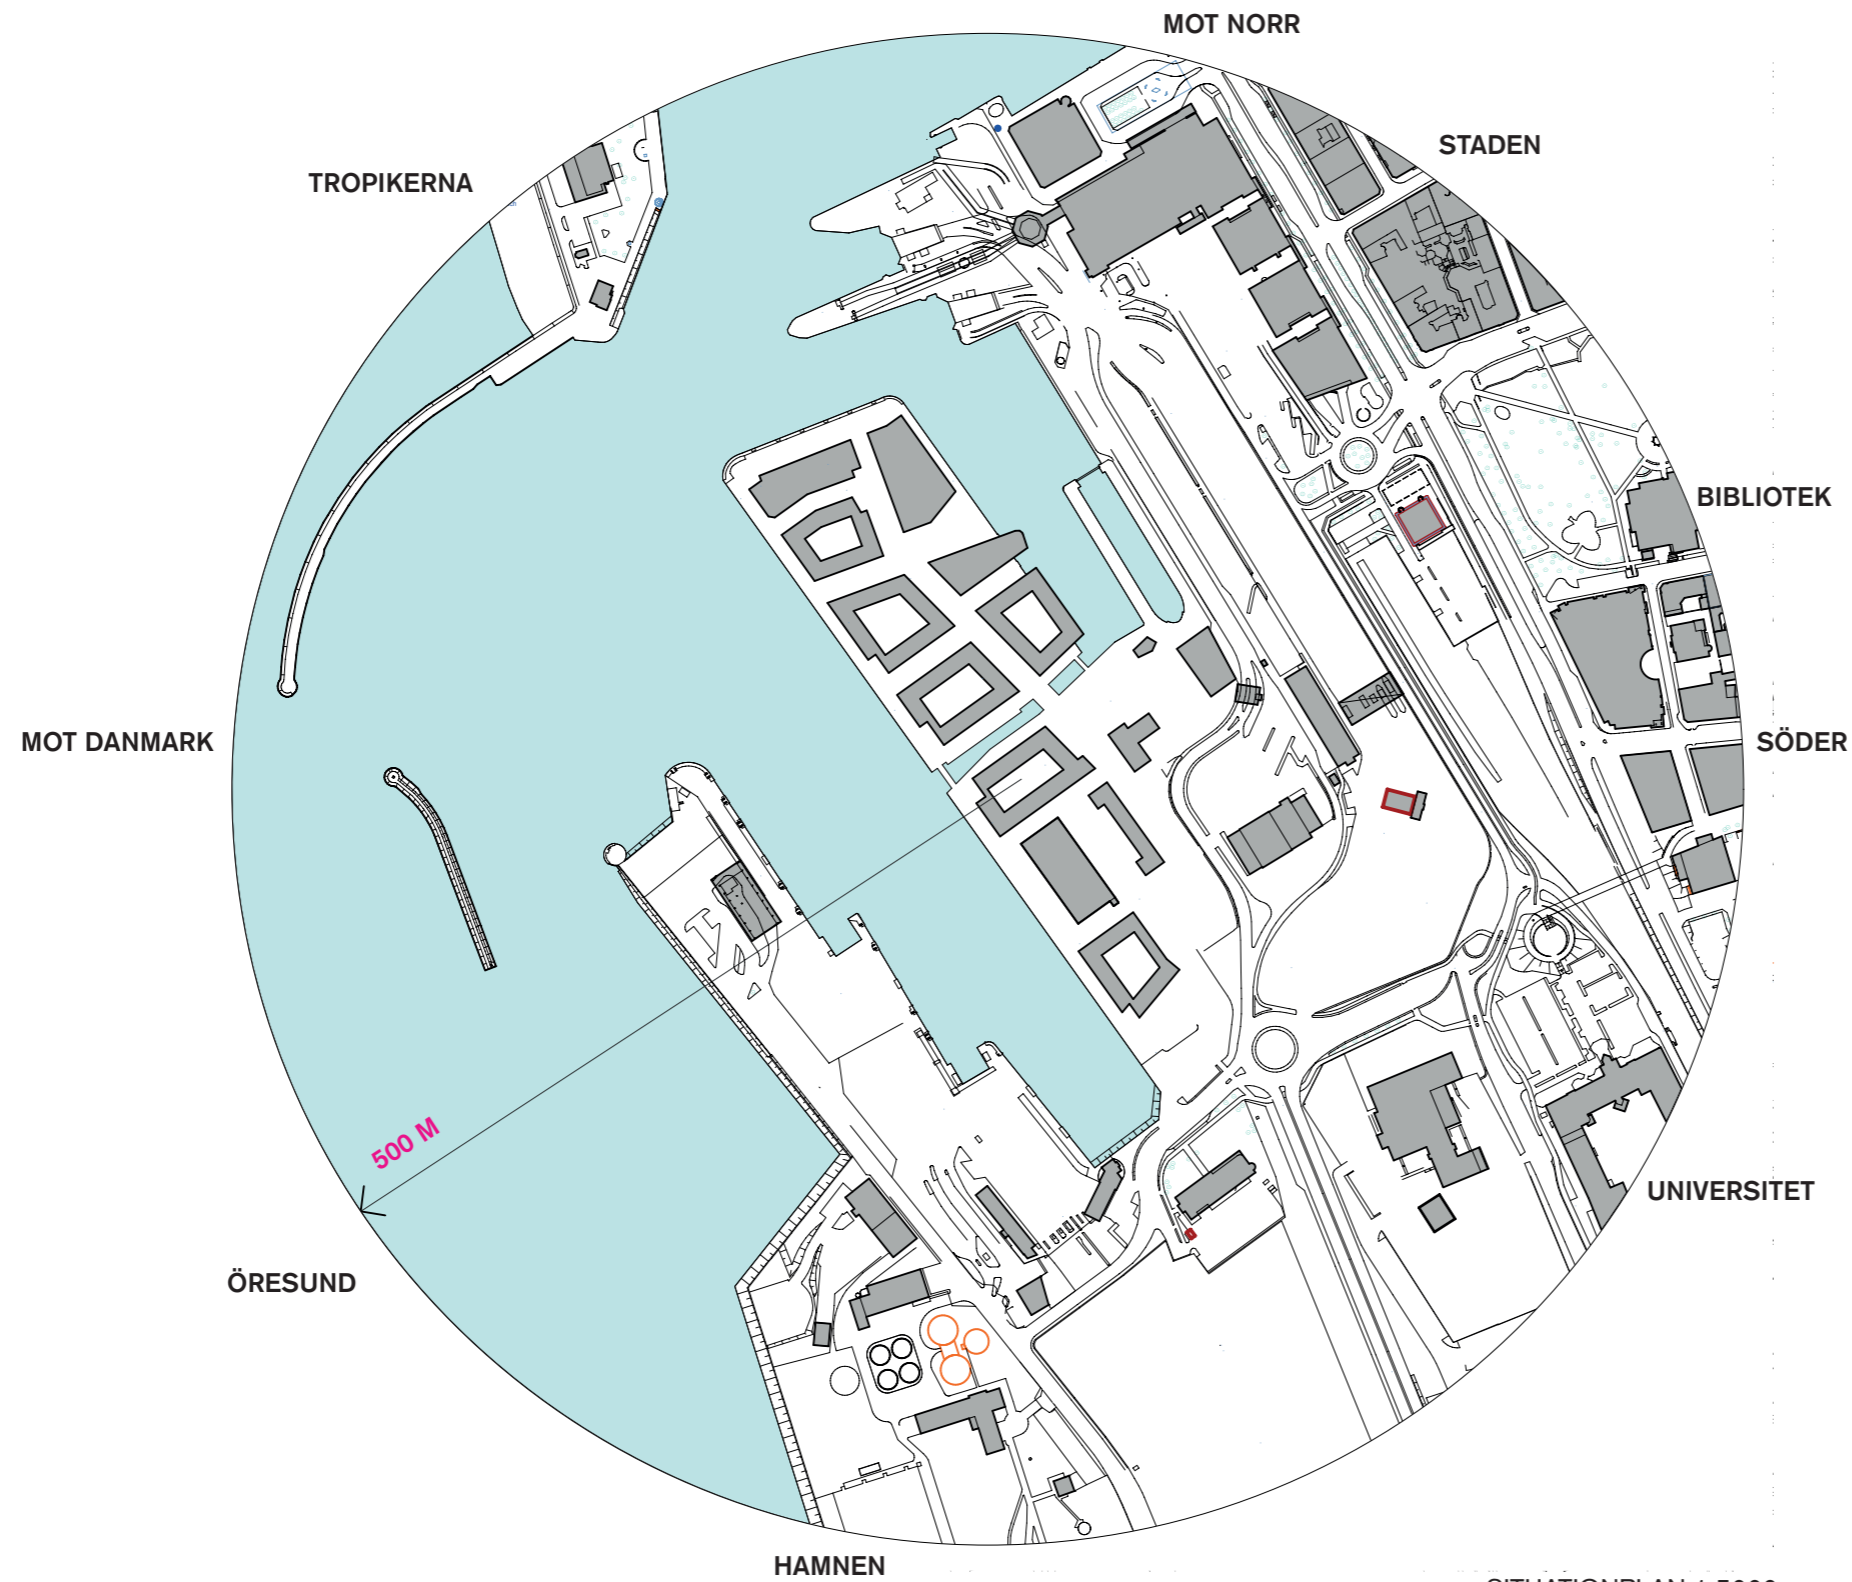 MOT NORR
STADEN
TROPIKERNA
BIBLIOTEK
MOT DANMARK
SÖDER
500 M
UNIVERSITET
ÖRESUND
HAMNEN